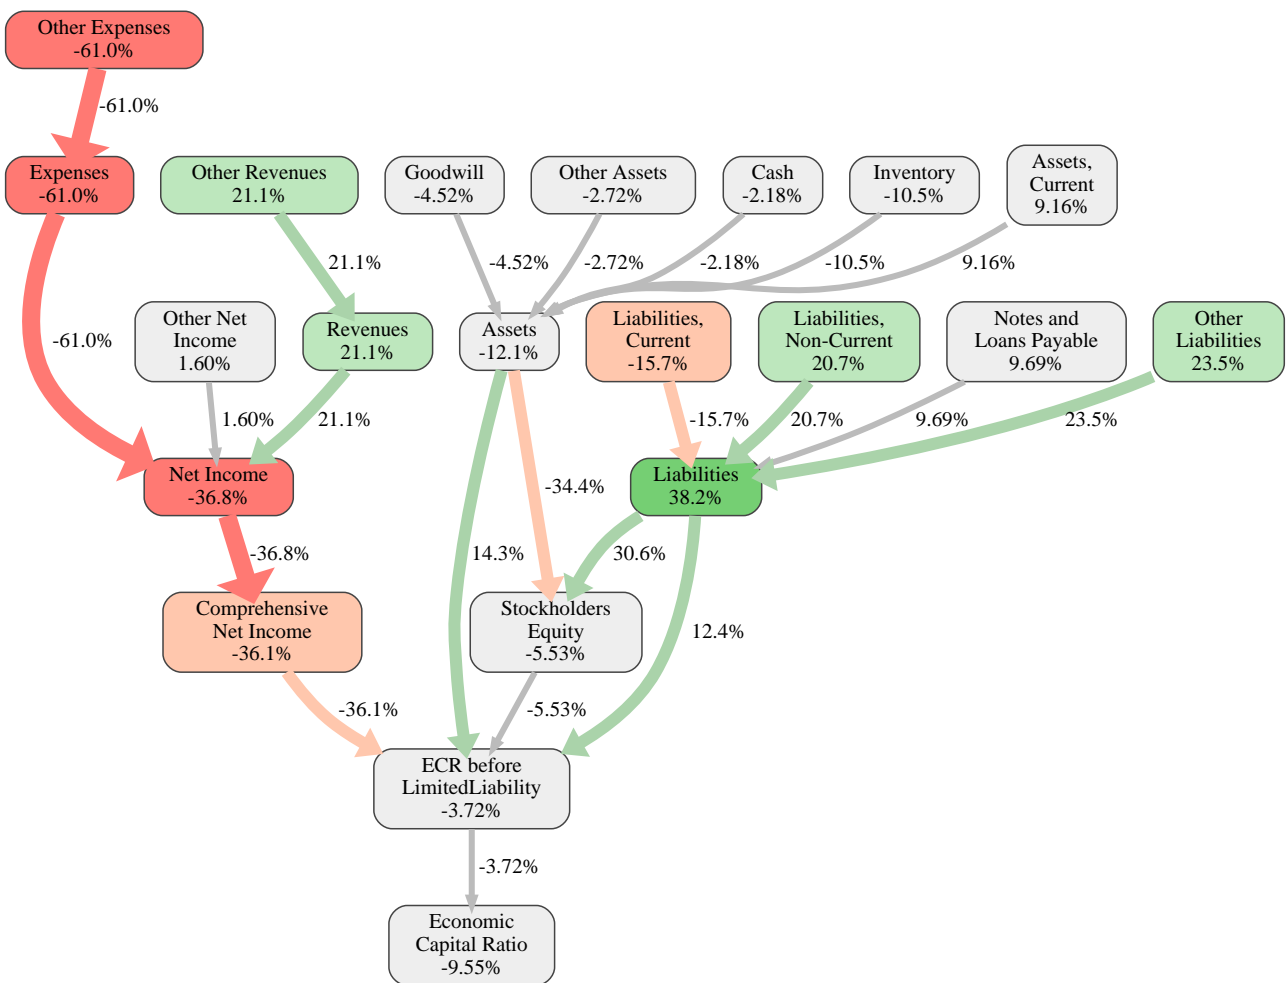 Other Expenses
-61.0%
-61.0%
Expenses
-61.0%
Other Revenues
21.1%
Goodwill
-4.52%
Other Assets
-2.72%
Cash
-2.18%
Inventory
-10.5%
Assets,
Current
9.16%
21.1%
-4.52%
-2.72%
-2.18%
-10.5%
9.16%
-61.0%
Other Net
Income
1.60%
Revenues
21.1%
Assets
-12.1%
Liabilities,
Current
-15.7%
Liabilities,
Non-Current
20.7%
Notes and
Loans Payable
9.69%
Other
Liabilities
23.5%
1.60%
21.1%
-15.7%
20.7%
9.69%
23.5%
Net Income
-36.8%
-34.4%
Liabilities
38.2%
-36.8%
14.3%
30.6%
Comprehensive
Net Income
-36.1%
Stockholders
Equity
-5.53%
12.4%
-36.1%
-5.53%
ECR before
LimitedLiability
-3.72%
-3.72%
Economic
Capital Ratio
-9.55%